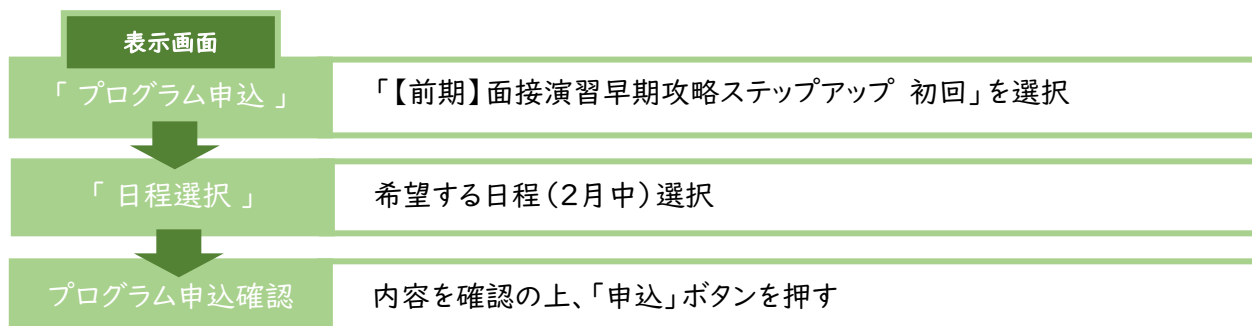 表示画面
「 プログラム申込 」
「【前期】面接演習早期攻略ステップアップ 初回」を選択
「 日程選択 」
希望する日程（2月中）選択
プログラム申込確認
内容を確認の上、「申込」ボタンを押す